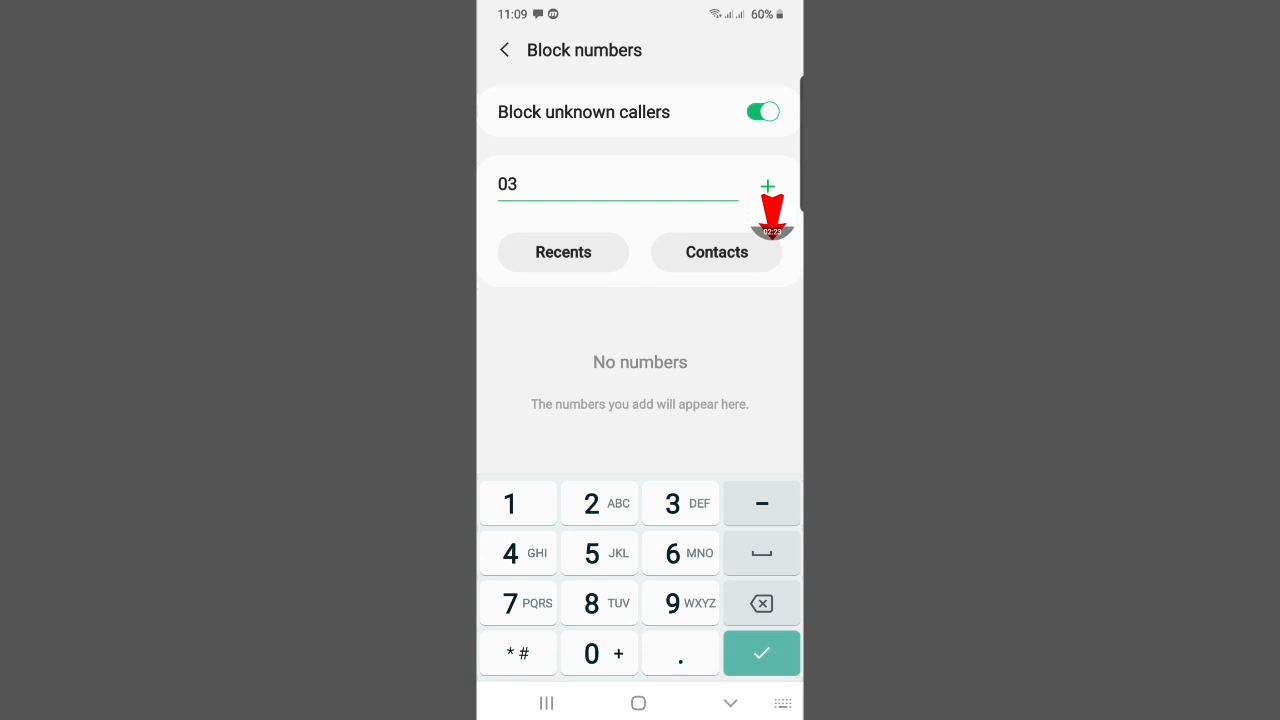 11:09 60%
Block numbers
Block unknown callers
03
+
02:23
Recents Contacts
No numbers
The numbers you add will appear here.
1 2 ABC 3 DEF -
4 GHI 5 JKL 6 MNO
7 PQRS 8 TUV 9 WXYZ
* # 0 + .